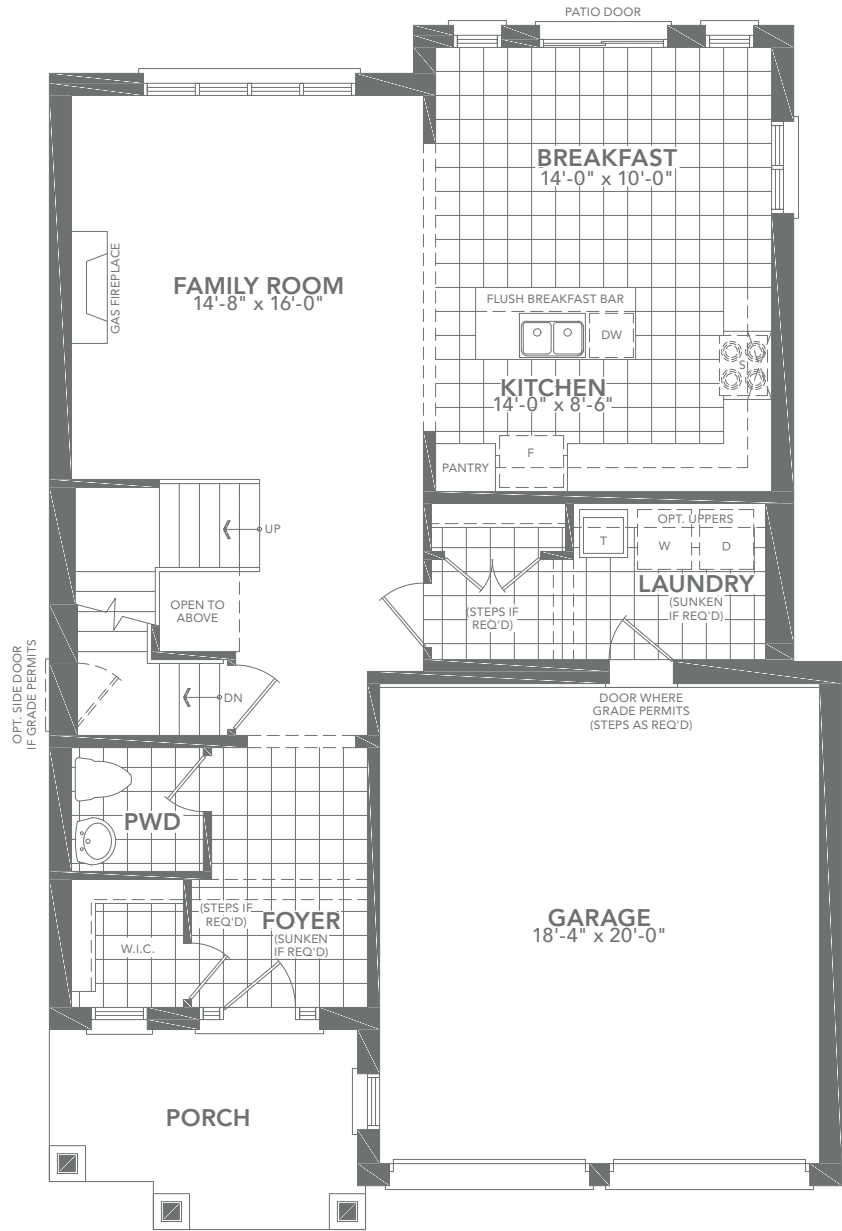 PATIO DOOR
BREAKFAST
14'-0" x 10'-0"
GAS FIREPLACE
FAMILY ROOM
14'-8" x 16'-0"
FLUSH BREAKFAST BAR
DW
S
KITCHEN
14'-0" x 8'-6"
PANTRY
F
UP
OPEN TO
ABOVE
T
OPT. UPPERS
W
D
LAUNDRY
(SUNKEN
IF REQ'D)
(STEPS IF
REQ'D)
OPT. SIDE DOOR
IF GRADE PERMITS
DN
DOOR WHERE
GRADE PERMITS
(STEPS AS REQ'D)
PWD
(STEPS IF
REQ'D)
FOYER
(SUNKEN
IF REQ'D)
W.I.C.
GARAGE
18'-4" x 20'-0"
PORCH